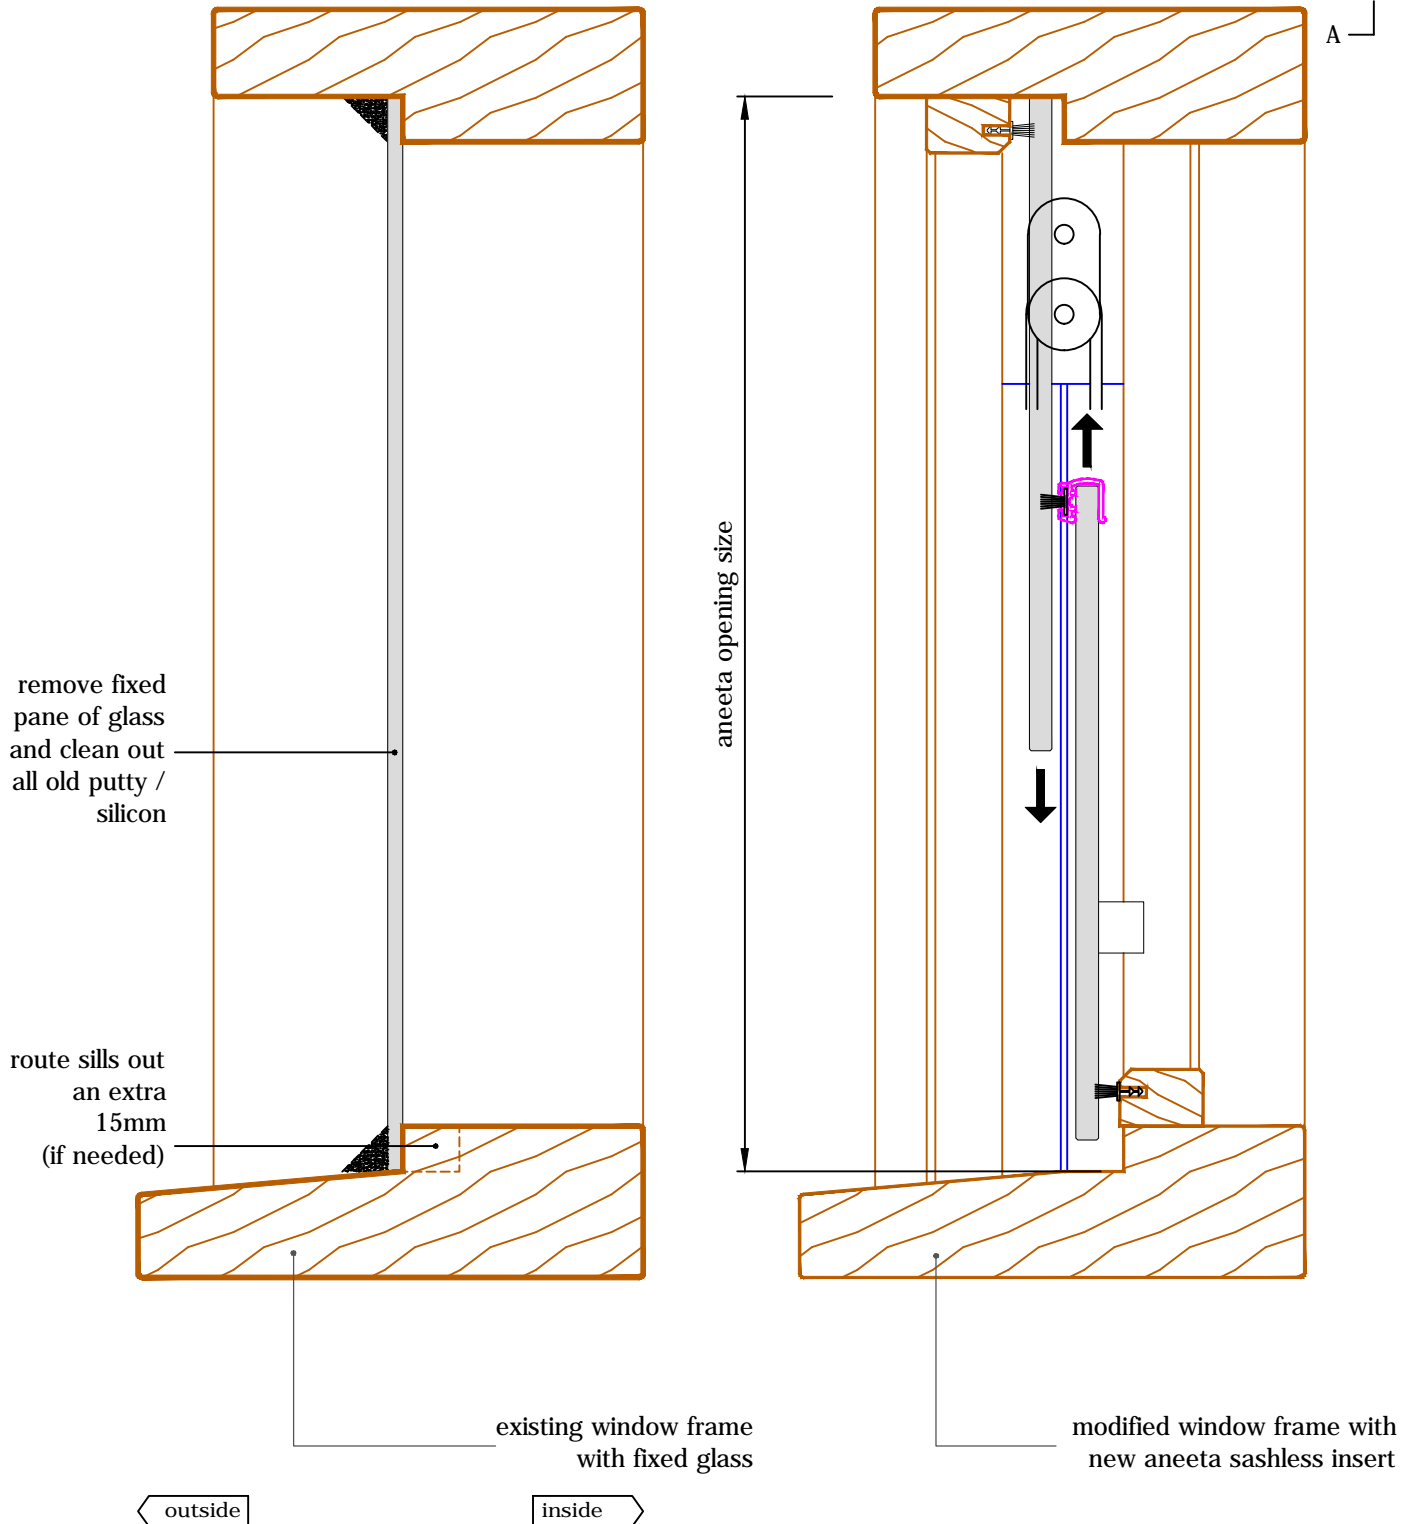 A
aneeta opening size
remove fixed
pane of glass
and clean out
all old putty /
silicon
route sills out
an extra
15mm
(if needed)
existing window frame
with fixed glass
modified window frame with
new aneeta sashless insert
outside
inside